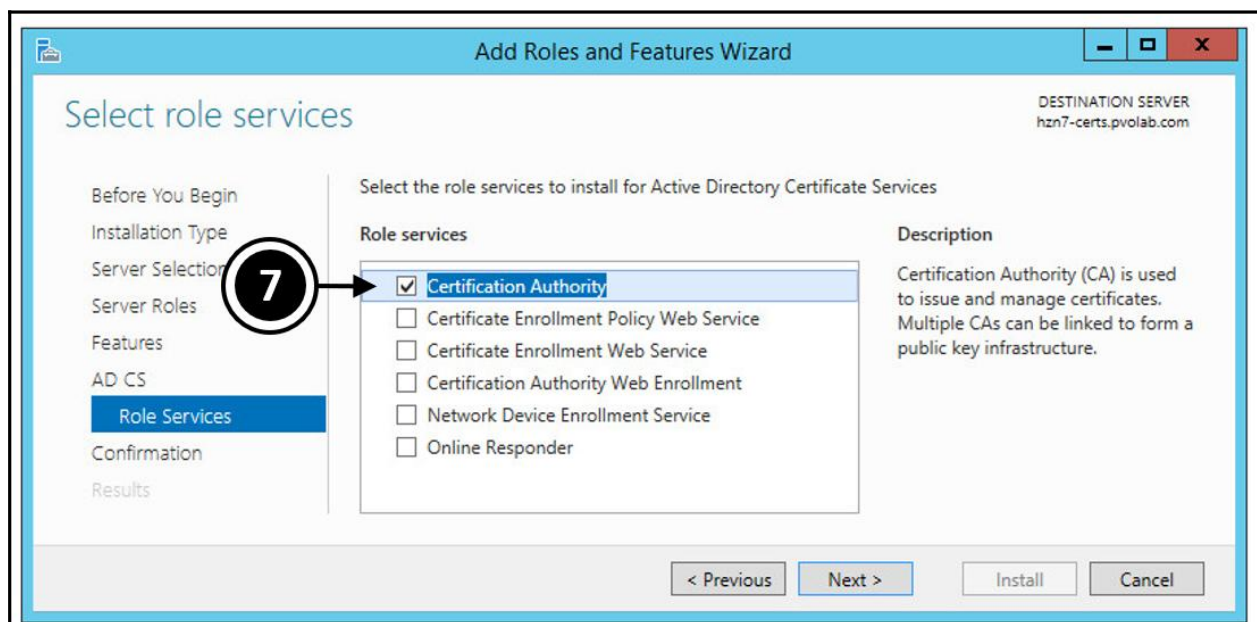 Add Roles and Features Wizard
Select role services
DESTINATION SERVER
hzn7-certs.pvolab.com
Before You Begin
Installation Type
Server Selection
Server Roles
Features
AD CS
Role Services
Confirmation
Results
7
Select the role services to install for Active Directory Certificate Services
Role services
Certification Authority
Certificate Enrollment Policy Web Service
Certificate Enrollment Web Service
Certification Authority Web Enrollment
Network Device Enrollment Service
Online Responder
Description
Certification Authority (CA) is used
to issue and manage certificates.
Multiple CAs can be linked to form a
public key infrastructure.
< Previous
Next >
Install
Cancel